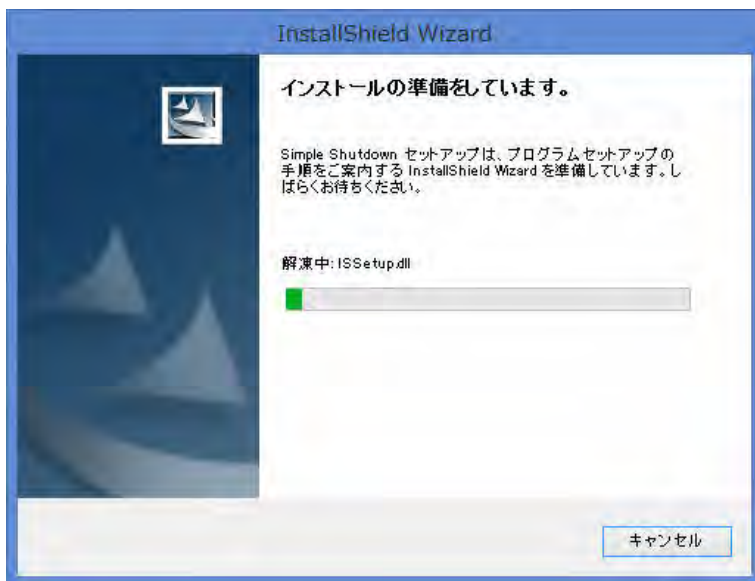 InstallShield Wizard
インストールの準備をしています。
Simple Shutdown セットアップは、プログラムセットアップの
手順をご案内する InstallShield Wizard を準備しています。し
ばらくお待ちください。
解凍中: ISSetup.dll
キャンセル